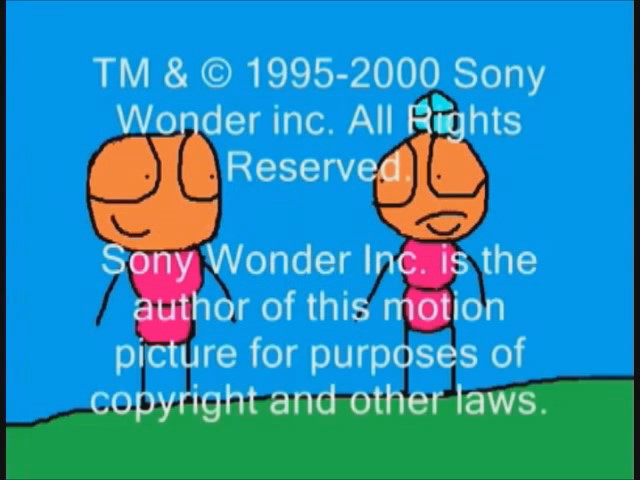 TM & © 1995-2000 Sony
Wonder inc. All Rights
Reserved.
Sony Wonder Inc. is the
author of this motion
picture for purposes of
copyright and other laws.